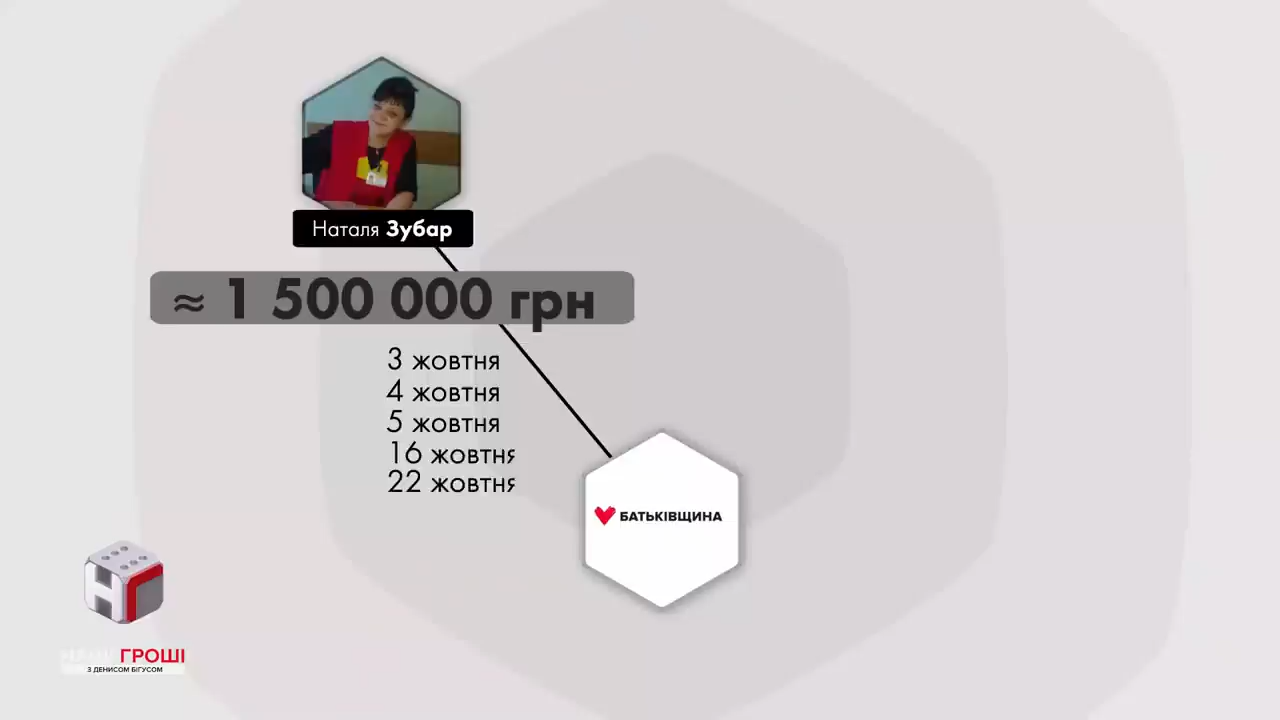 Наталя Зубар
≈ 1 500 000 грн
3 жовтня
4 жовтня
5 жовтня
16 жовтня
22 жовтня
БАТЬКІВЩИНА
ГРОШІ
З ДЕНИСОМ БІГУСОМ